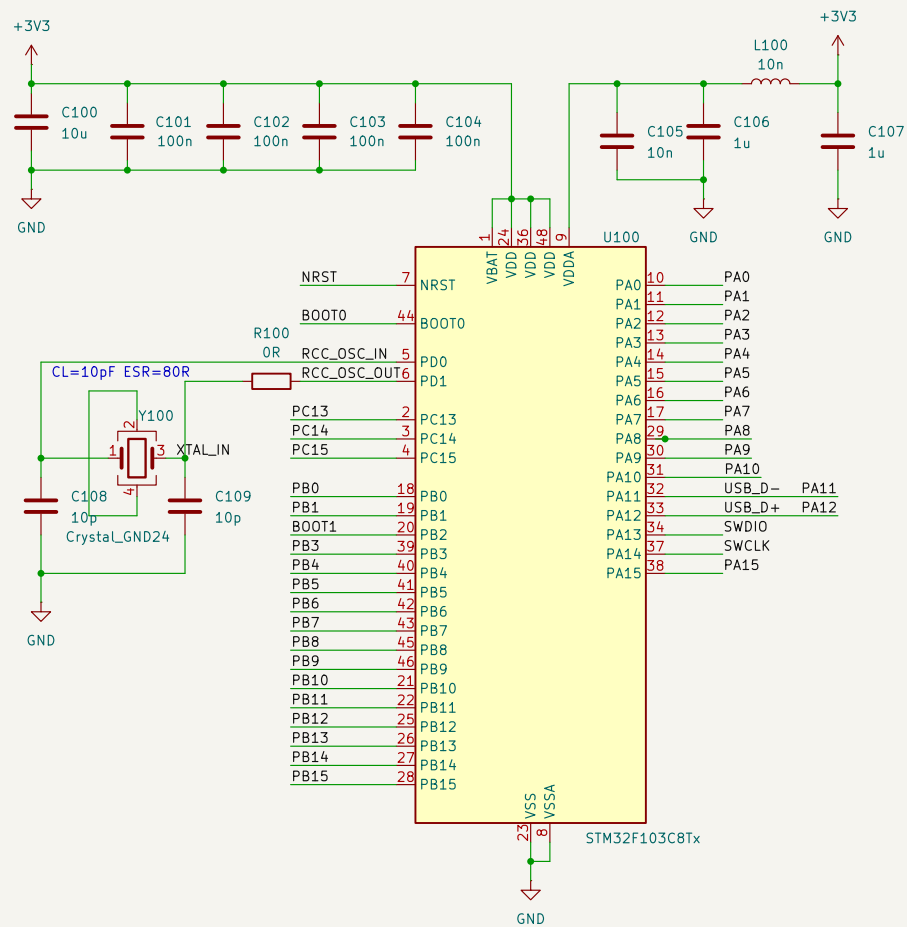 +3V3
+3V3
L100
10n
C100
10u
C101
100n
C102
100n
C103
100n
C104
100n
C105
10n
C106
1u
C107
1u
GND
GND
GND
U100
1
24
36
48
9
VBAT
VDD
VDD
VDD
VDDA
NRST 7 NRST
BOOT0 44 BOOT0
R100
0R
RCC_OSC_IN 5 PD0
RCC_OSC_OUT 6 PD1
CL=10pF ESR=80R
PC13 2 PC13
PC14 3 PC14
PC15 4 PC15
Y100
2
1
3
4
XTAL_IN
C108
10p
C109
10p
Crystal_GND24
GND
PB0 18 PB0
PB1 19 PB1
BOOT1 20 PB2
PB3 39 PB3
PB4 40 PB4
PB5 41 PB5
PB6 42 PB6
PB7 43 PB7
PB8 45 PB8
PB9 46 PB9
PB10 21 PB10
PB11 22 PB11
PB12 25 PB12
PB13 26 PB13
PB14 27 PB14
PB15 28 PB15
PA0 10 PA0
PA1 11 PA1
PA2 12 PA2
PA3 13 PA3
PA4 14 PA4
PA5 15 PA5
PA6 16 PA6
PA7 17 PA7
PA8 29 PA8
PA9 30 PA9
PA10 31 PA10
PA11 32 USB_D- PA11
PA12 33 USB_D+ PA12
PA13 34 SWDIO
PA14 37 SWCLK
PA15 38 PA15
VSS
VSSA
23
8
STM32F103C8Tx
GND